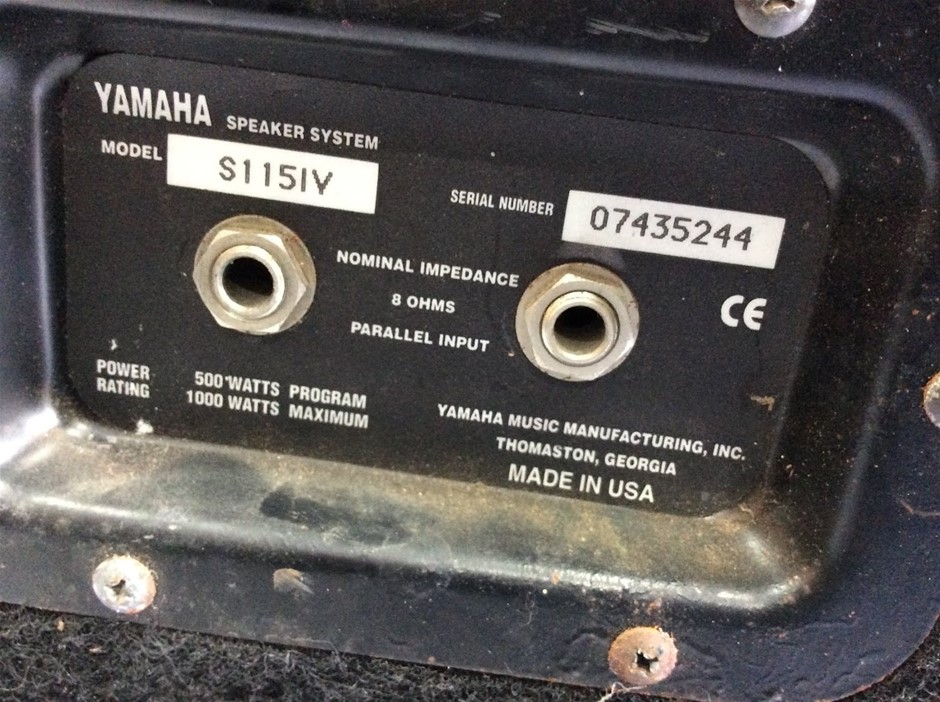 YAMAHA SPEAKER SYSTEM
MODEL S115IV
SERIAL NUMBER 07435244
NOMINAL IMPEDANCE
8 OHMS
PARALLEL INPUT
CE
POWER RATING
500 WATTS PROGRAM
1000 WATTS MAXIMUM
YAMAHA MUSIC MANUFACTURING, INC.
THOMASTON, GEORGIA
MADE IN USA